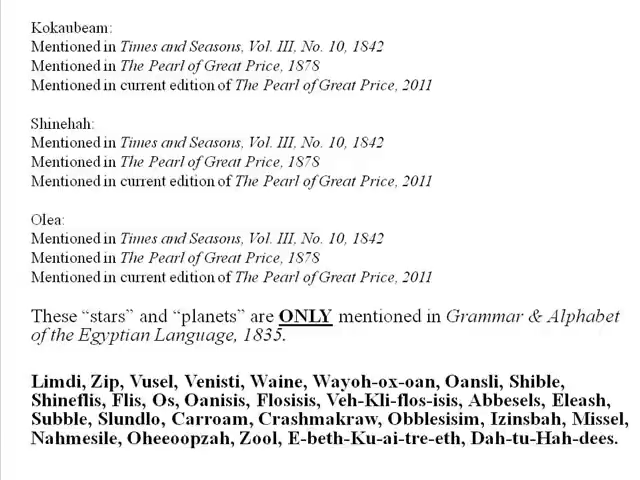 Kokaubeam:
Mentioned in Times and Seasons, Vol. III, No. 10, 1842
Mentioned in The Pearl of Great Price, 1878
Mentioned in current edition of The Pearl of Great Price, 2011
Shinehah:
Mentioned in Times and Seasons, Vol. III, No. 10, 1842
Mentioned in The Pearl of Great Price, 1878
Mentioned in current edition of The Pearl of Great Price, 2011
Olea:
Mentioned in Times and Seasons, Vol. III, No. 10, 1842
Mentioned in The Pearl of Great Price, 1878
Mentioned in current edition of The Pearl of Great Price, 2011
These “stars” and “planets” are ONLY mentioned in Grammar & Alphabet
of the Egyptian Language, 1835.
Limdi, Zip, Vusel, Venisti, Waine, Wayoh-ox-oan, Oansli, Shible,
Shineflis, Flis, Os, Oanisis, Flosisis, Veh-Kli-flos-isis, Abbesels, Eleash,
Subble, Slundlo, Carroam, Crashmakraw, Obblesisim, Izinsbah, Missel,
Nahmesile, Oheeoopzah, Zool, E-beth-Ku-ai-tre-eth, Dah-tu-Hah-dees.